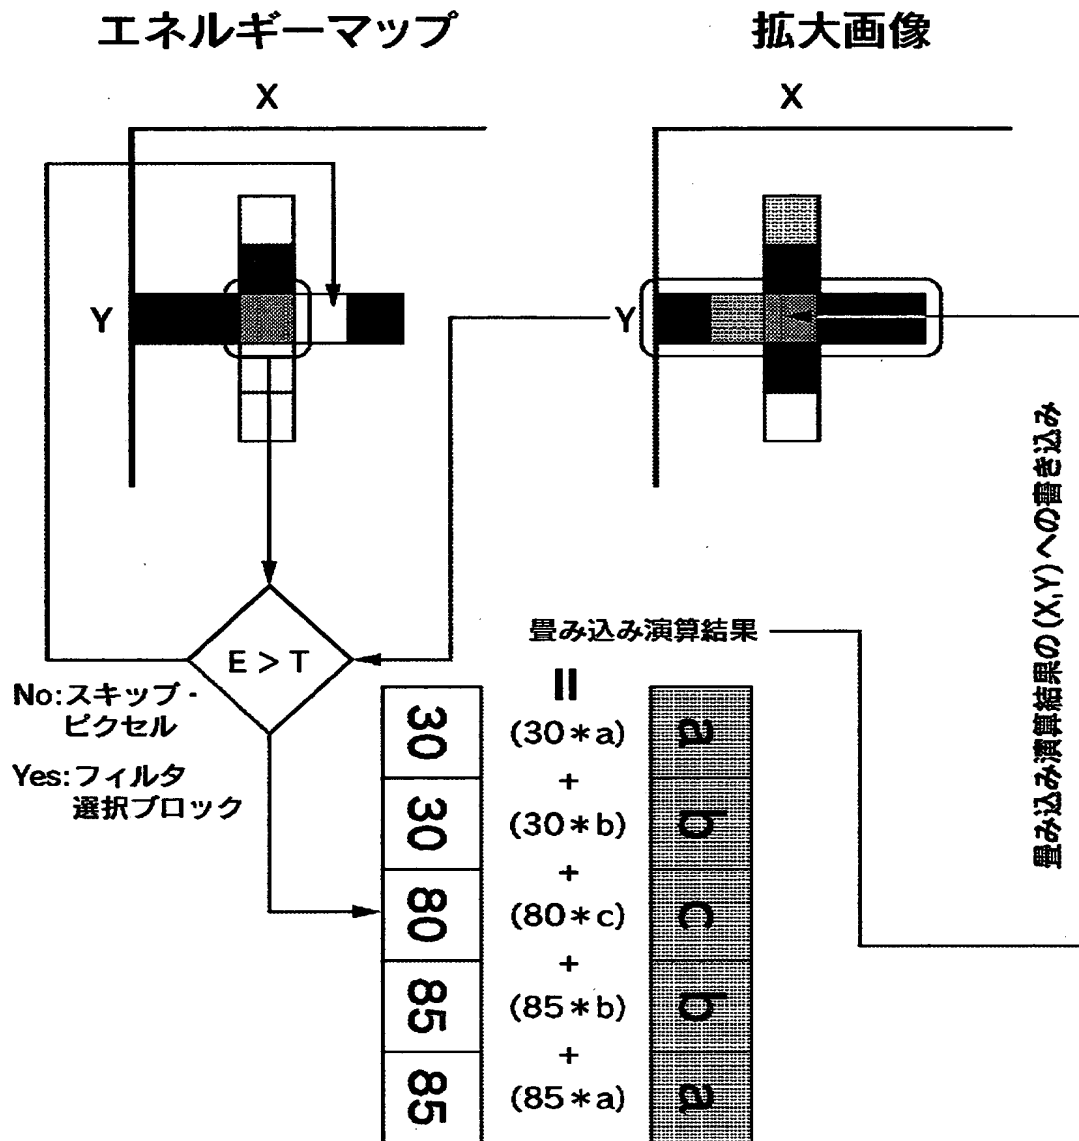 エネルギーマップ
拡大画像
X
X
Y
Y
E > T
No:スキップ・
ピクセル
Yes:フィルタ
選択ブロック
畳み込み演算結果
=
30
30
80
85
85
(30*a)
+
(30*b)
+
(80*c)
+
(85*b)
+
(85*a)
a
b
c
b
a
畳み込み演算結果の(X,Y)への書き込み